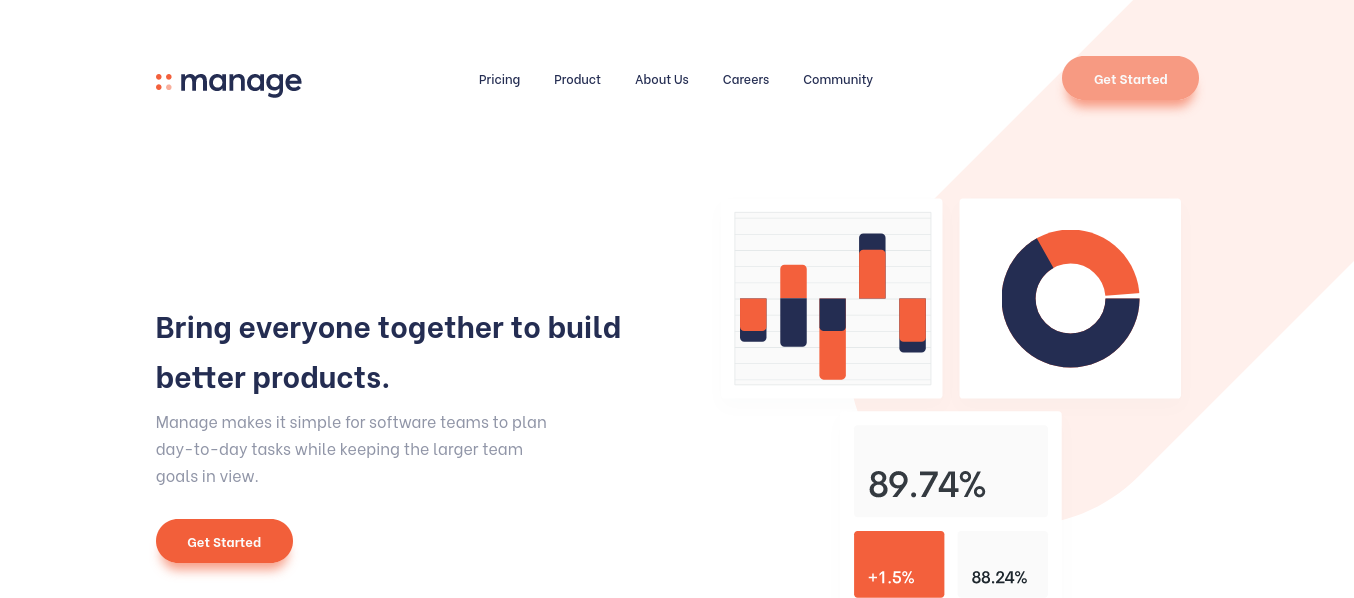 manage
Pricing Product About Us Careers Community
Get Started
Bring everyone together to build
better products.
Manage makes it simple for software teams to plan
day-to-day tasks while keeping the larger team
goals in view.
Get Started
89.74%
+1.5%
88.24%